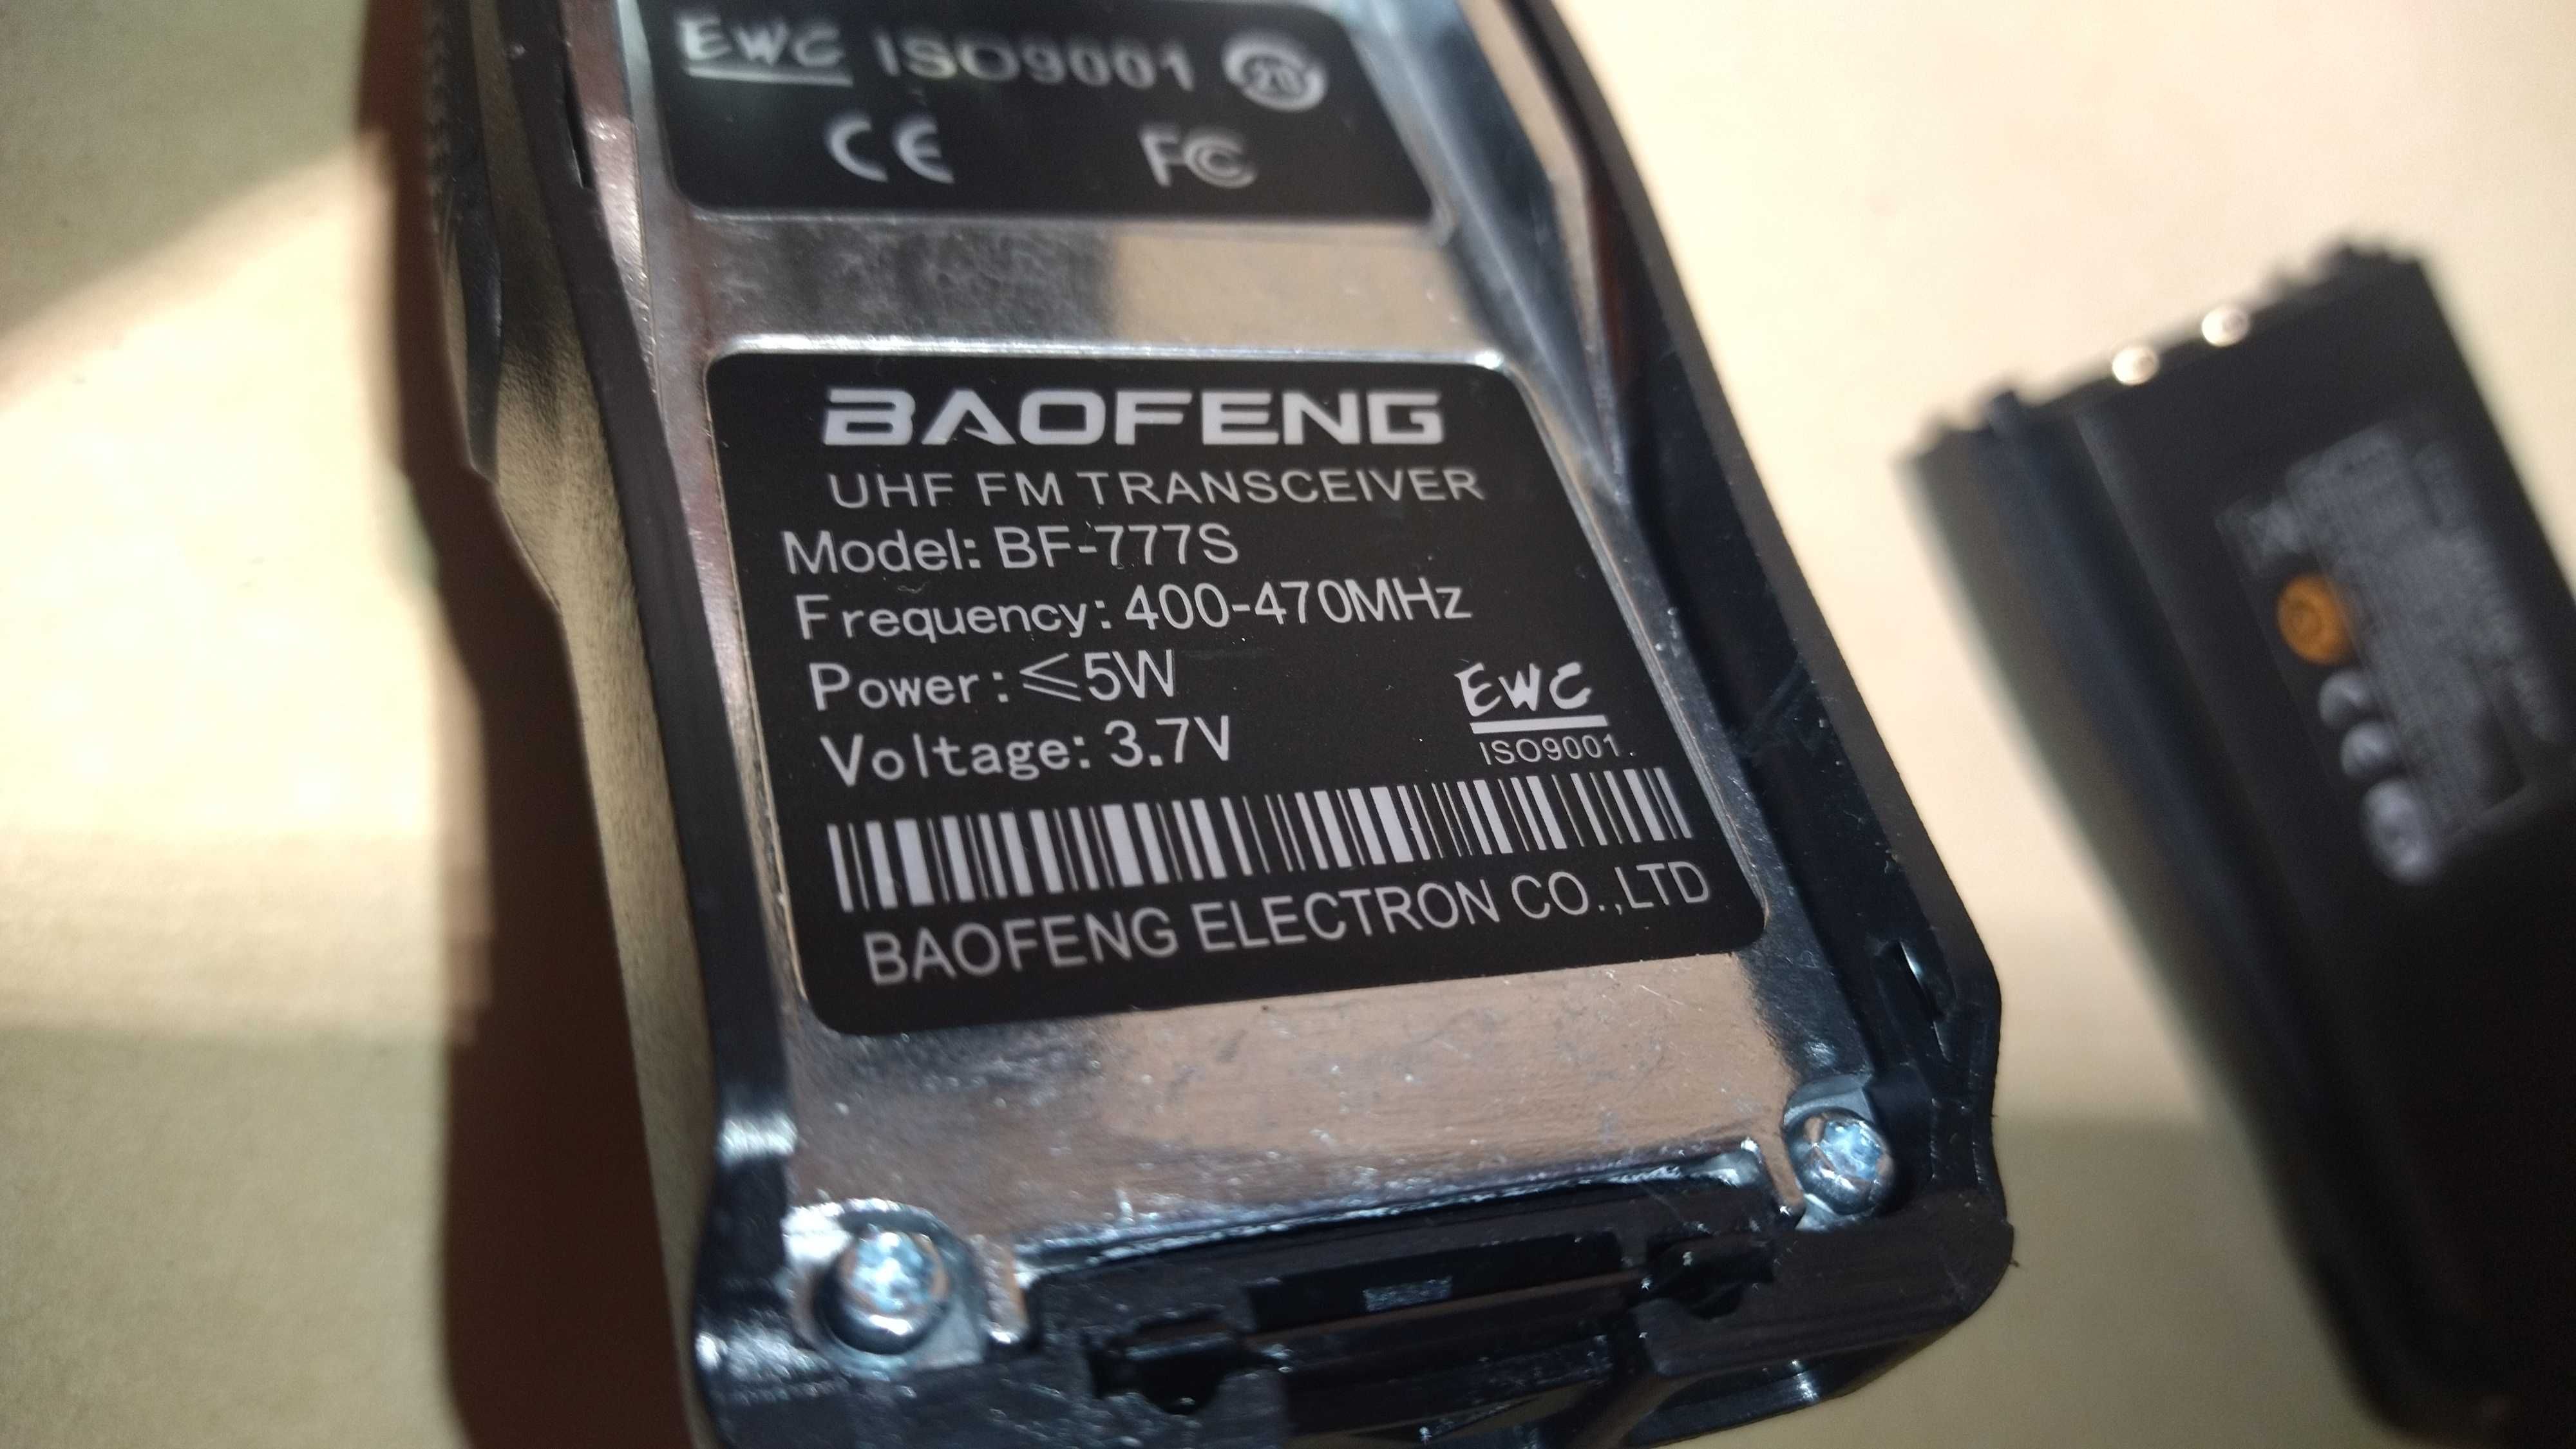 EWC ISO9001
CE FC
BAOFENG
UHF FM TRANSCEIVER
Model: BF-777S
Frequency: 400-470MHz
Power: ≤5W
Voltage: 3.7V
EWC
ISO9001
BAOFENG ELECTRON CO.,LTD